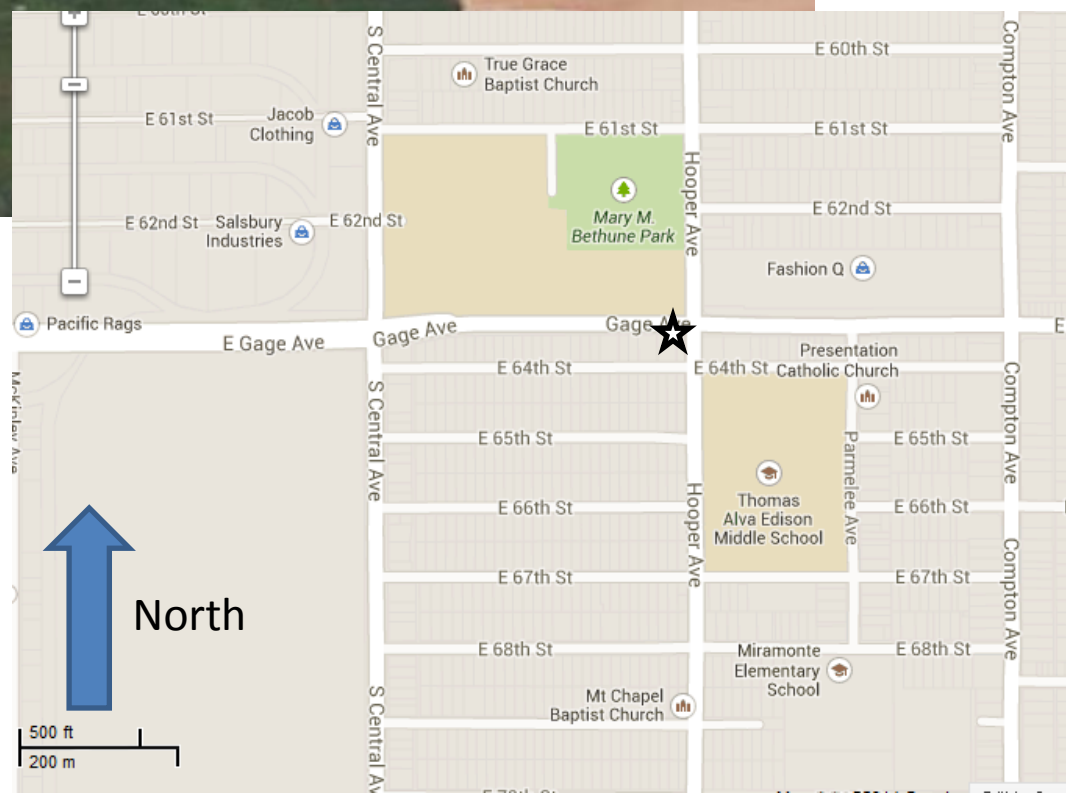 S Central Ave
E 60th St
Compton Ave
True Grace
Baptist Church
E 61st St
Jacob
Clothing
E 61st St
E 61st St
Hooper Ave
E 62nd St
Salsbury
Industries
E 62nd St
Mary M.
Bethune Park
E 62nd St
Fashion Q
Pacific Rags
E Gage Ave
Gage Ave
Gage Ave
Presentation
Catholic Church
McKinley Ave
S Central Ave
E 64th St
E 64th St
Compton Ave
E 65th St
Parmelee Ave
E 65th St
Thomas
Alva Edison
Middle School
E 66th St
Hooper Ave
E 66th St
E 67th St
E 67th St
Compton Ave
North
E 68th St
Miramonte
Elementary
School
E 68th St
S Central Av
Mt Chapel
Baptist Church
500 ft
200 m